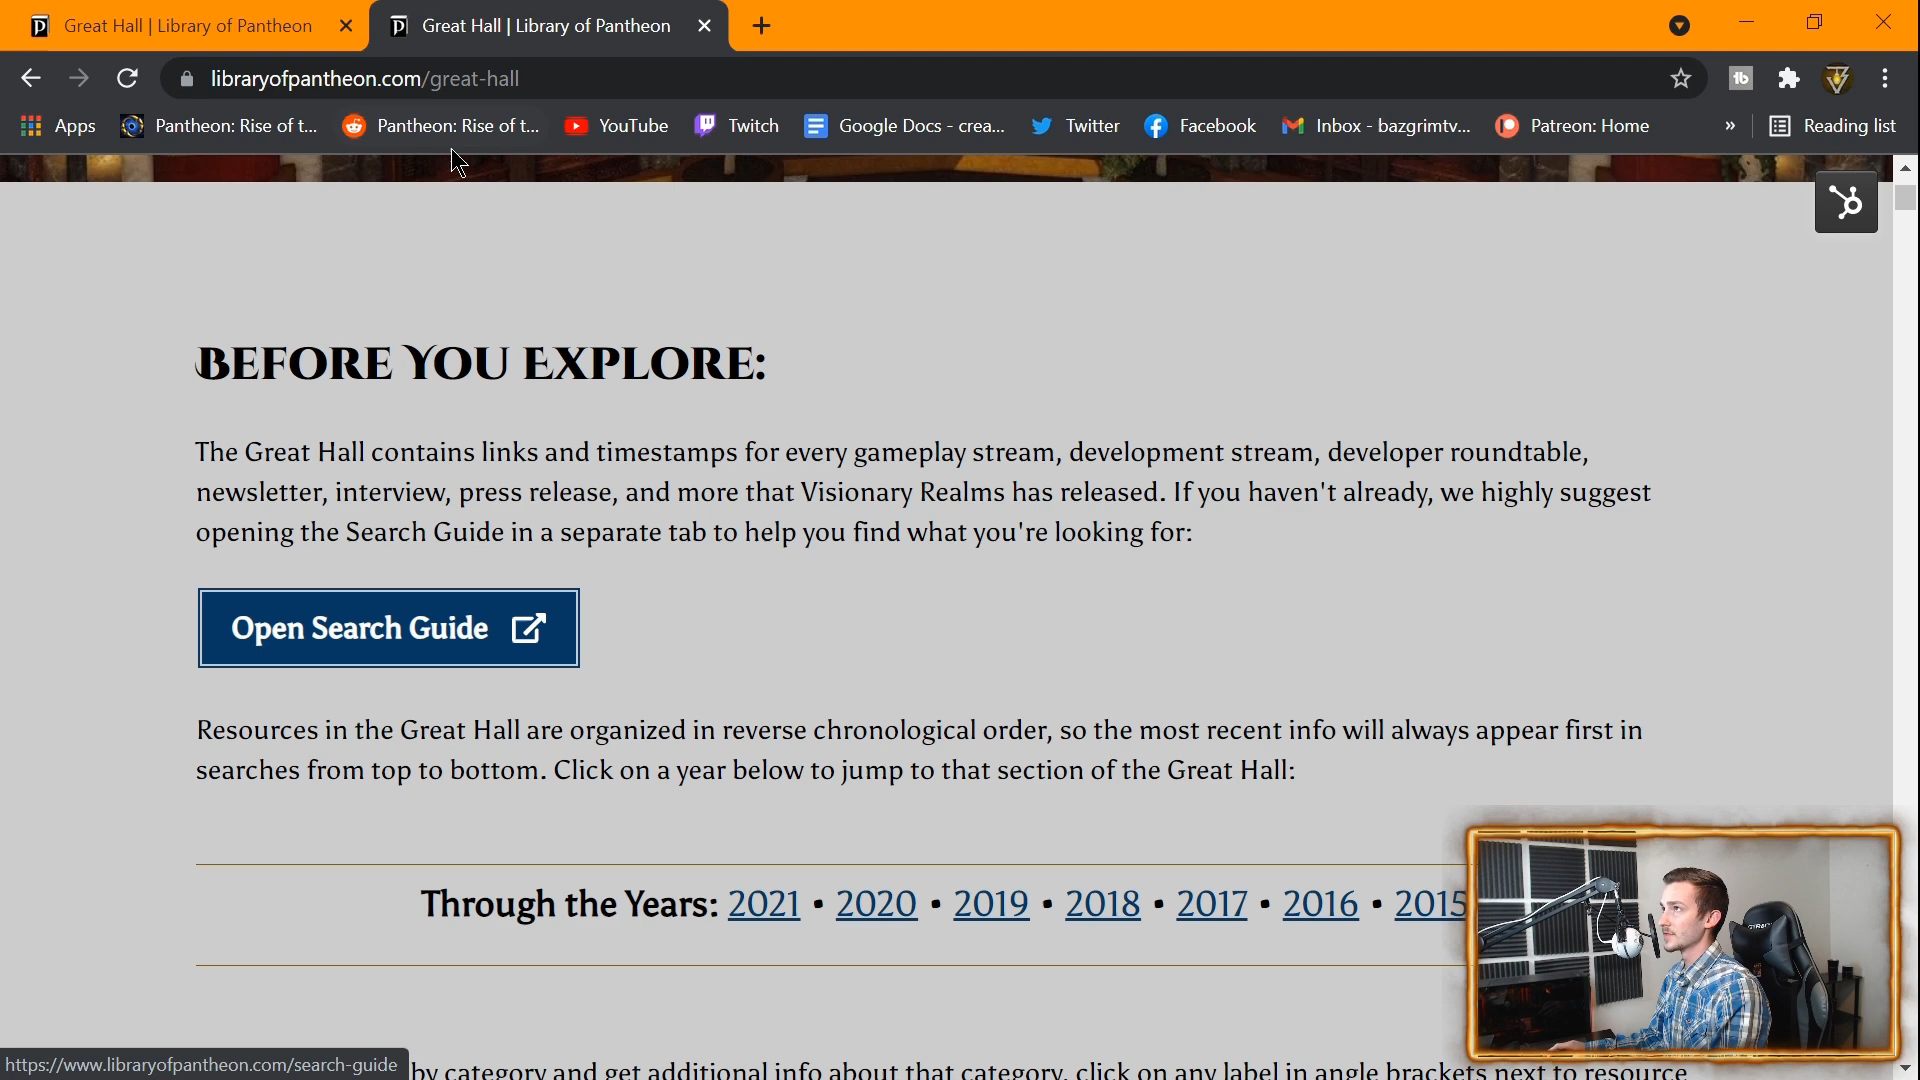 Great Hall | Library of Pantheon
Great Hall | Library of Pantheon
libraryofpantheon.com/great-hall
Apps
Pantheon: Rise of t...
Pantheon: Rise of t...
YouTube
Twitch
Google Docs - crea...
Twitter
Facebook
Inbox - bazgrimtv...
Patreon: Home
»
Reading list
Before You Explore:
The Great Hall contains links and timestamps for every gameplay stream, development stream, developer roundtable,
newsletter, interview, press release, and more that Visionary Realms has released. If you haven't already, we highly suggest
opening the Search Guide in a separate tab to help you find what you're looking for:
Open Search Guide
Resources in the Great Hall are organized in reverse chronological order, so the most recent info will always appear first in
searches from top to bottom. Click on a year below to jump to that section of the Great Hall:
Through the Years: 2021 • 2020 • 2019 • 2018 • 2017 • 2016 • 2015
https://www.libraryofpantheon.com/search-guide
by category and get additional info about that category, click on any label in angle brackets next to resource